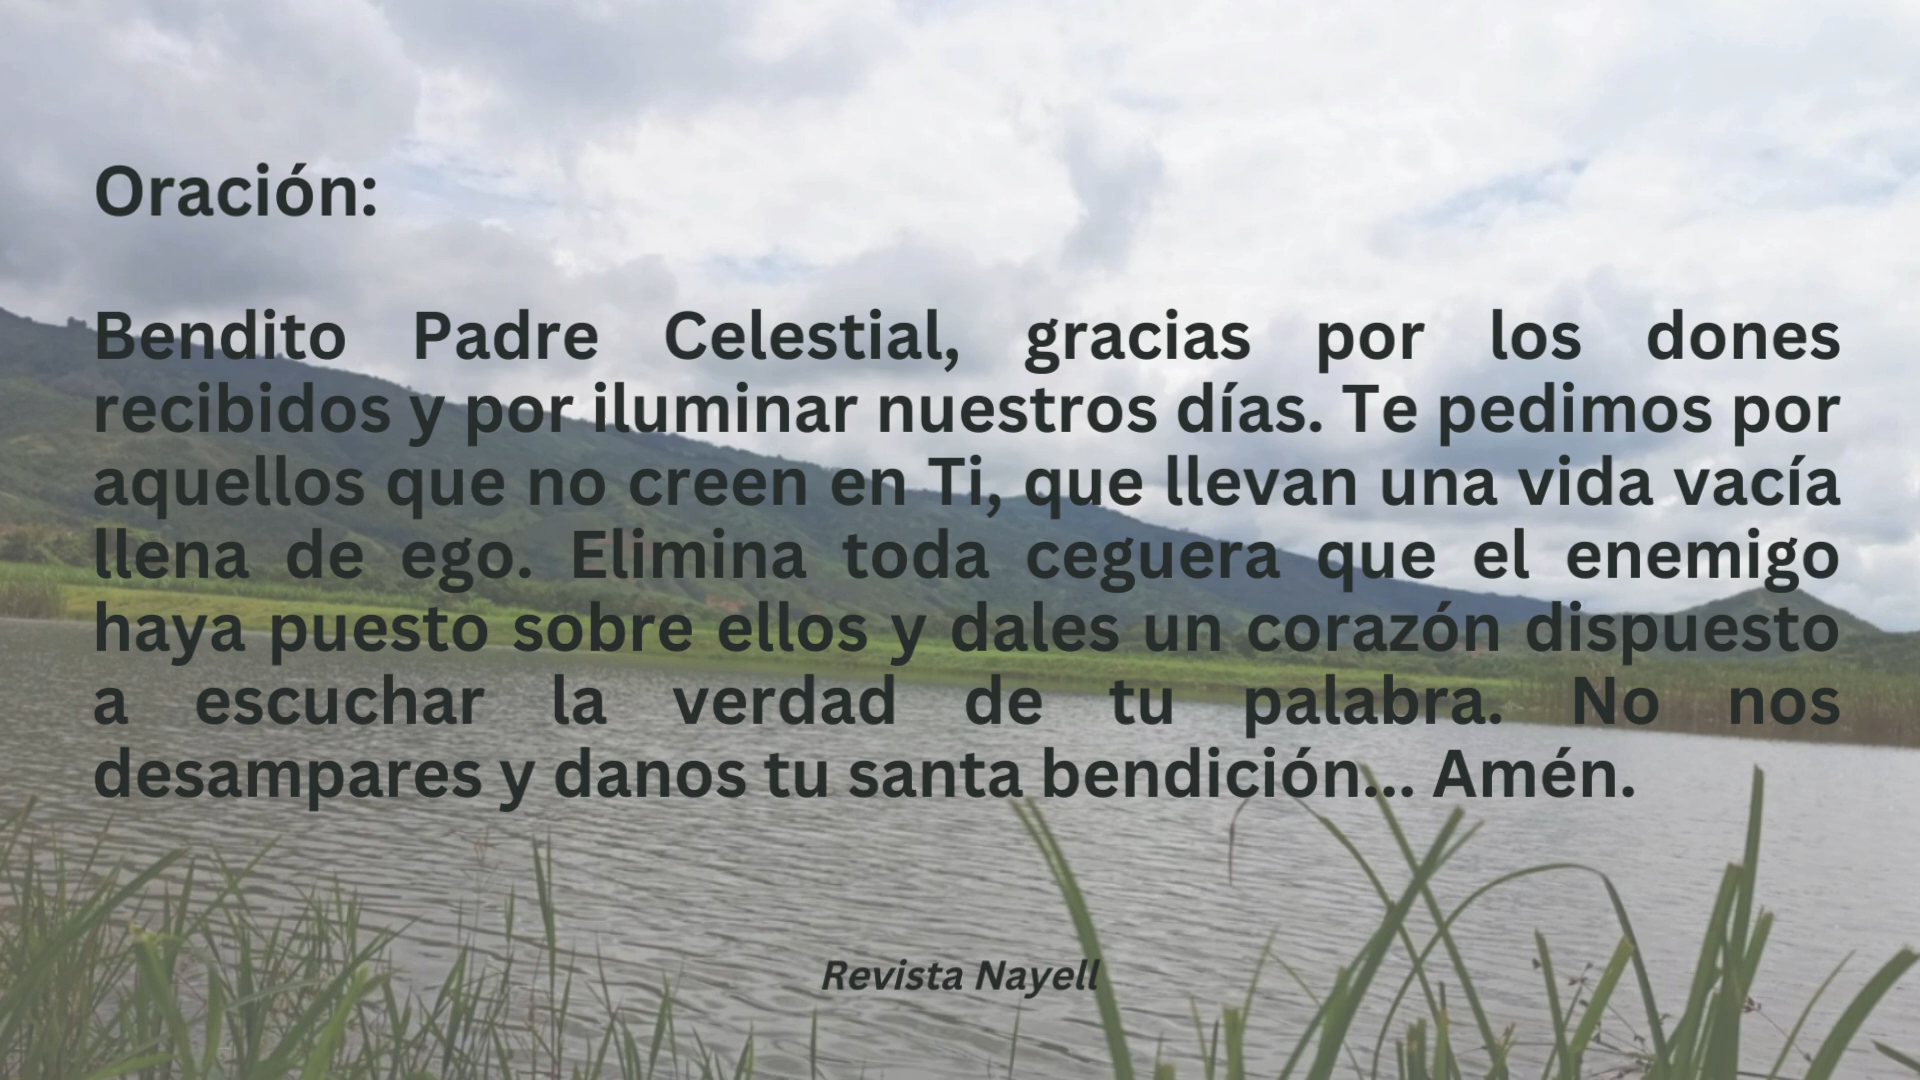 Oración:
Bendito Padre Celestial, gracias por los dones
recibidos y por iluminar nuestros días. Te pedimos por
aquellos que no creen en Ti, que llevan una vida vacía
llena de ego. Elimina toda ceguera que el enemigo
haya puesto sobre ellos y dales un corazón dispuesto
a escuchar la verdad de tu palabra. No nos
desampares y danos tu santa bendición... Amén.
Revista Nayell